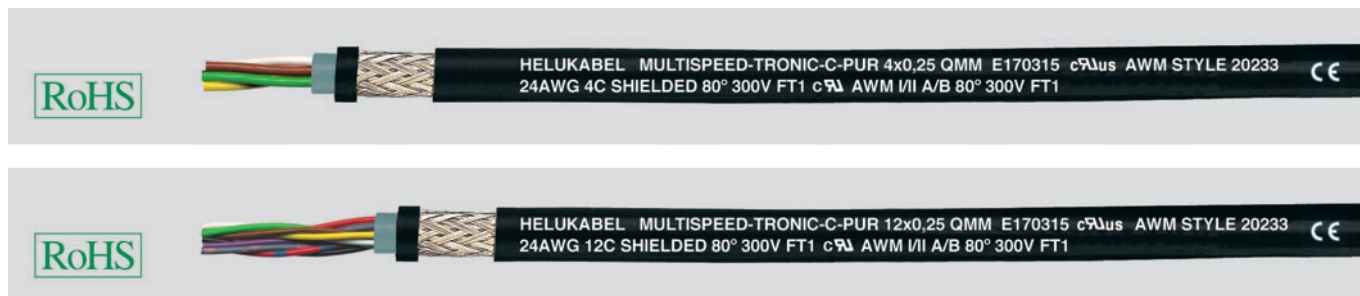 RoHS
HELUKABEL MULTISPEED-TRONIC-C-PUR 4x0,25 QMM E170315 cRUus AWM STYLE 20233
24AWG 4C SHIELDED 80° 300V FT1 cRU AWM I/II A/B 80° 300V FT1
CE
RoHS
HELUKABEL MULTISPEED-TRONIC-C-PUR 12x0,25 QMM E170315 cRUus AWM STYLE 20233
24AWG 12C SHIELDED 80° 300V FT1 cRU AWM I/II A/B 80° 300V FT1
CE